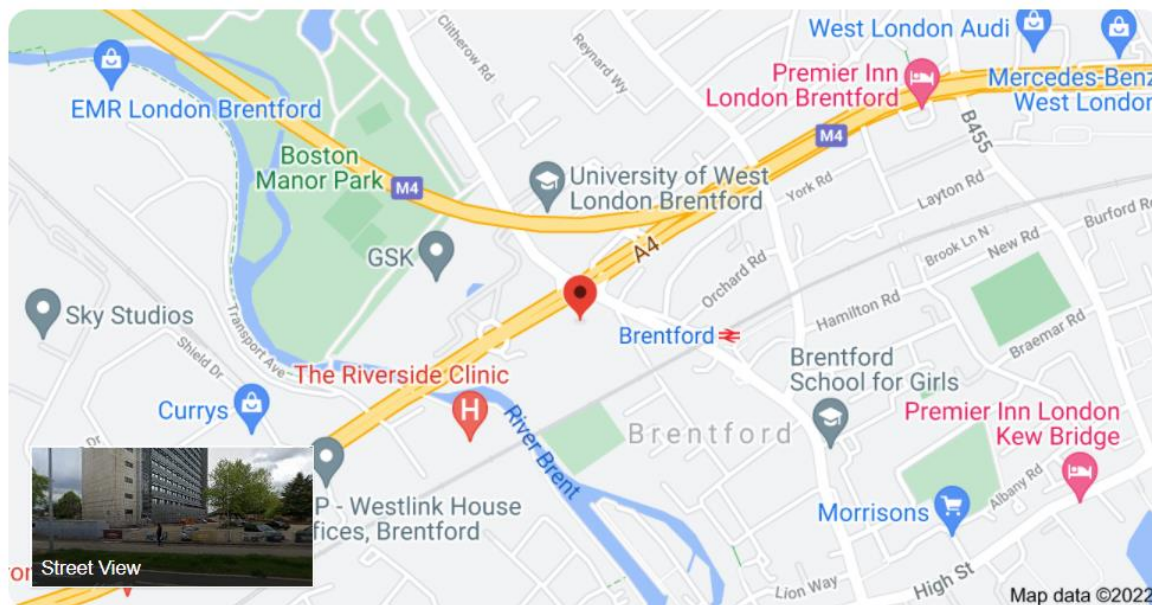 West London Audi
Clitherow Rd
Reynard Wy
Premier Inn
London Brentford
Mercedes-Benz
West London
EMR London Brentford
B455
M4
Boston
Manor Park
M4
University of West
London Brentford
York Rd
Layton Rd
Burford Rd
GSK
A4
Brook Ln N
New Rd
Orchard Rd
Sky Studios
Transport Ave
Hamilton Rd
Brentford
Braemar Rd
Shield Dr
The Riverside Clinic
H
Brentford
School for Girls
Currys
River Brent
Brentford
Premier Inn London
Kew Bridge
Dr
P - Westlink House
fices, Brentford
Albany Rd
Morrisons
Street View
Lion Way
High St
Map data ©2022